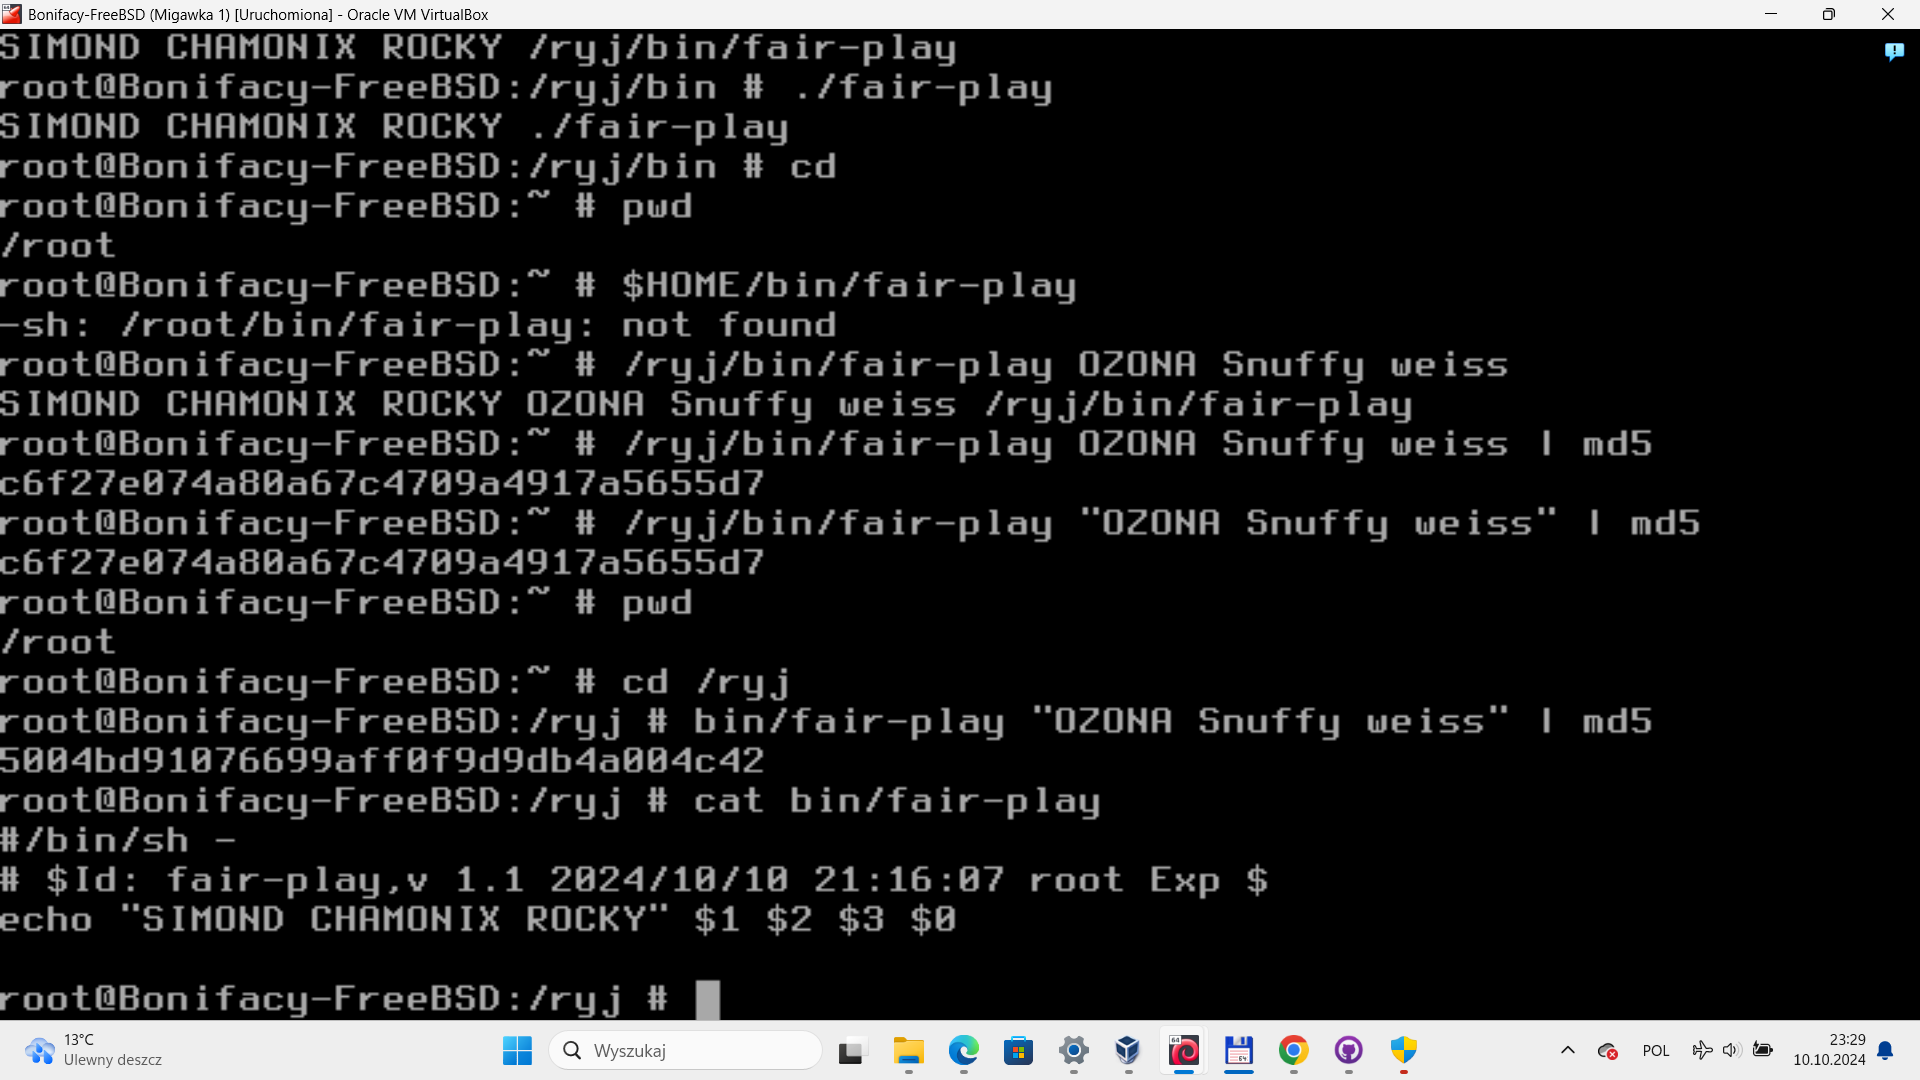 Bonifacy-FreeBSD (Migawka 1) [Uruchomiona] - Oracle VM VirtualBox
SIMOND CHAMONIX ROCKY /ryj/bin/fair-play
root@Bonifacy-FreeBSD:/ryj/bin # ./fair-play
SIMOND CHAMONIX ROCKY ./fair-play
root@Bonifacy-FreeBSD:/ryj/bin # cd
root@Bonifacy-FreeBSD:~ # pwd
/root
root@Bonifacy-FreeBSD:~ # $HOME/bin/fair-play
-sh: /root/bin/fair-play: not found
root@Bonifacy-FreeBSD:~ # /ryj/bin/fair-play OZONA Snuffy weiss
SIMOND CHAMONIX ROCKY OZONA Snuffy weiss /ryj/bin/fair-play
root@Bonifacy-FreeBSD:~ # /ryj/bin/fair-play OZONA Snuffy weiss | md5
c6f27e074a80a67c4709a4917a5655d7
root@Bonifacy-FreeBSD:~ # /ryj/bin/fair-play "OZONA Snuffy weiss" | md5
c6f27e074a80a67c4709a4917a5655d7
root@Bonifacy-FreeBSD:~ # pwd
/root
root@Bonifacy-FreeBSD:~ # cd /ryj
root@Bonifacy-FreeBSD:/ryj # bin/fair-play "OZONA Snuffy weiss" | md5
5004bd91076699aff0f9d9db4a004c42
root@Bonifacy-FreeBSD:/ryj # cat bin/fair-play
#/bin/sh -
# $Id: fair-play,v 1.1 2024/10/10 21:16:07 root Exp $
echo "SIMOND CHAMONIX ROCKY" $1 $2 $3 $0
root@Bonifacy-FreeBSD:/ryj #
13°C
Ulewny deszcz
Wyszukaj
64
64
POL
23:29
10.10.2024